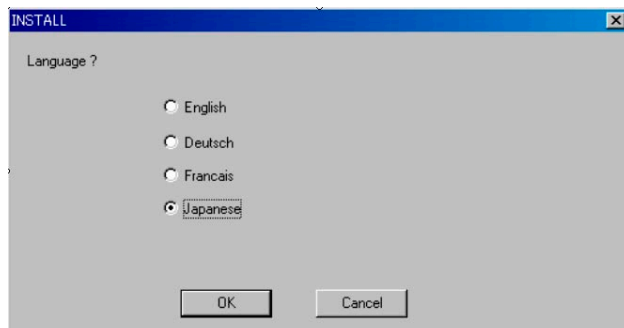 INSTALL
Language ?
English
Deutsch
Francais
Japanese
OK Cancel